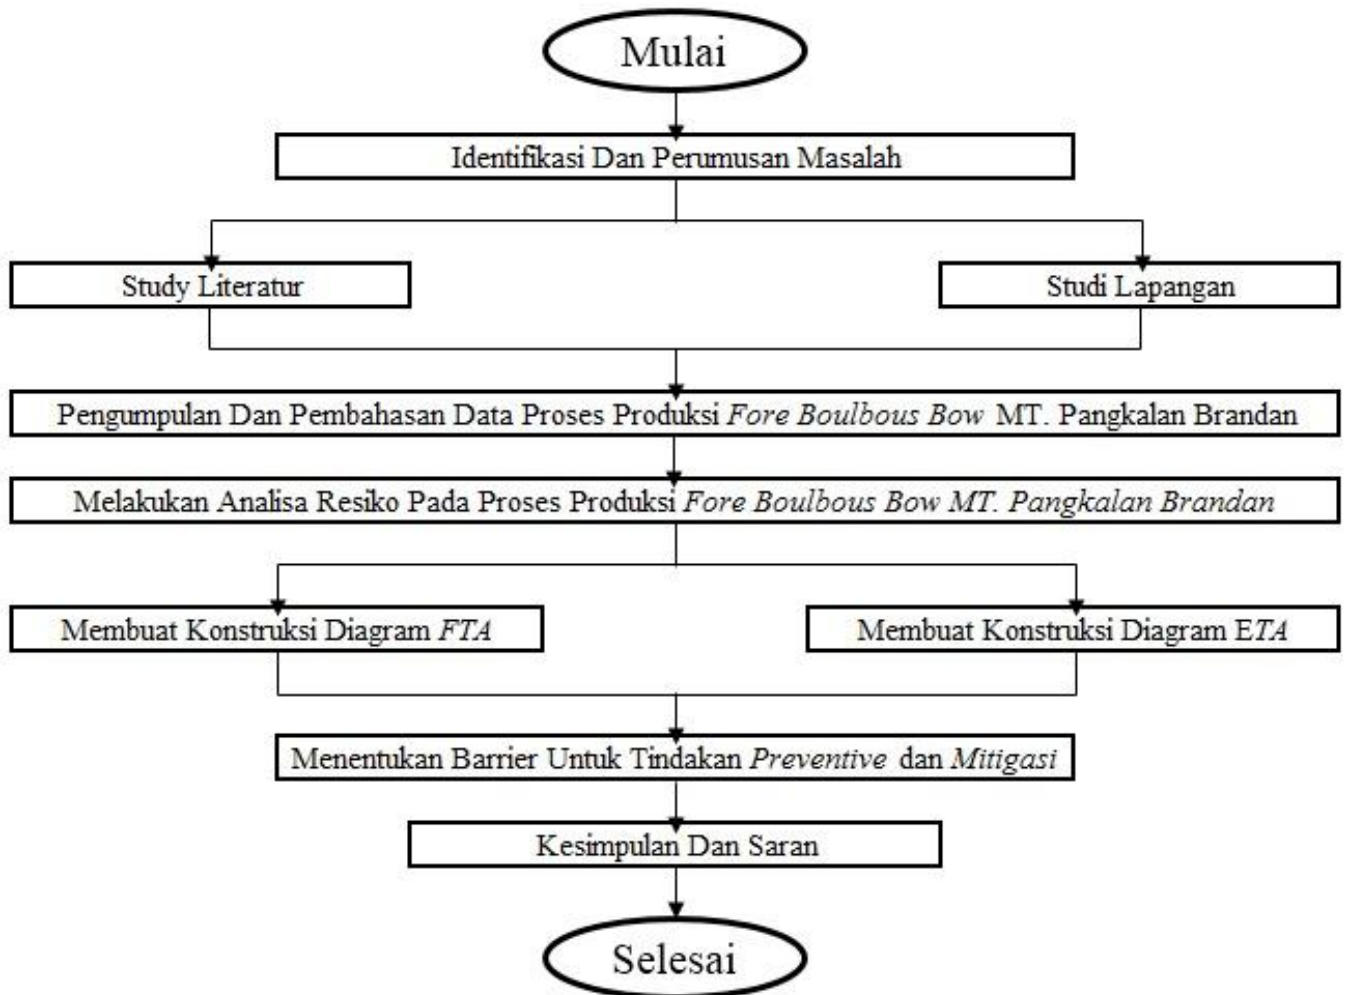 Mulai
Identifikasi Dan Perumusan Masalah
Study Literatur
Studi Lapangan
Pengumpulan Dan Pembahasan Data Proses Produksi Fore Boulbous Bow MT. Pangkalan Brandan
Melakukan Analisa Resiko Pada Proses Produksi Fore Boulbous Bow MT. Pangkalan Brandan
Membuat Konstruksi Diagram FTA
Membuat Konstruksi Diagram ETA
Menentukan Barrier Untuk Tindakan Preventive dan Mitigasi
Kesimpulan Dan Saran
Selesai